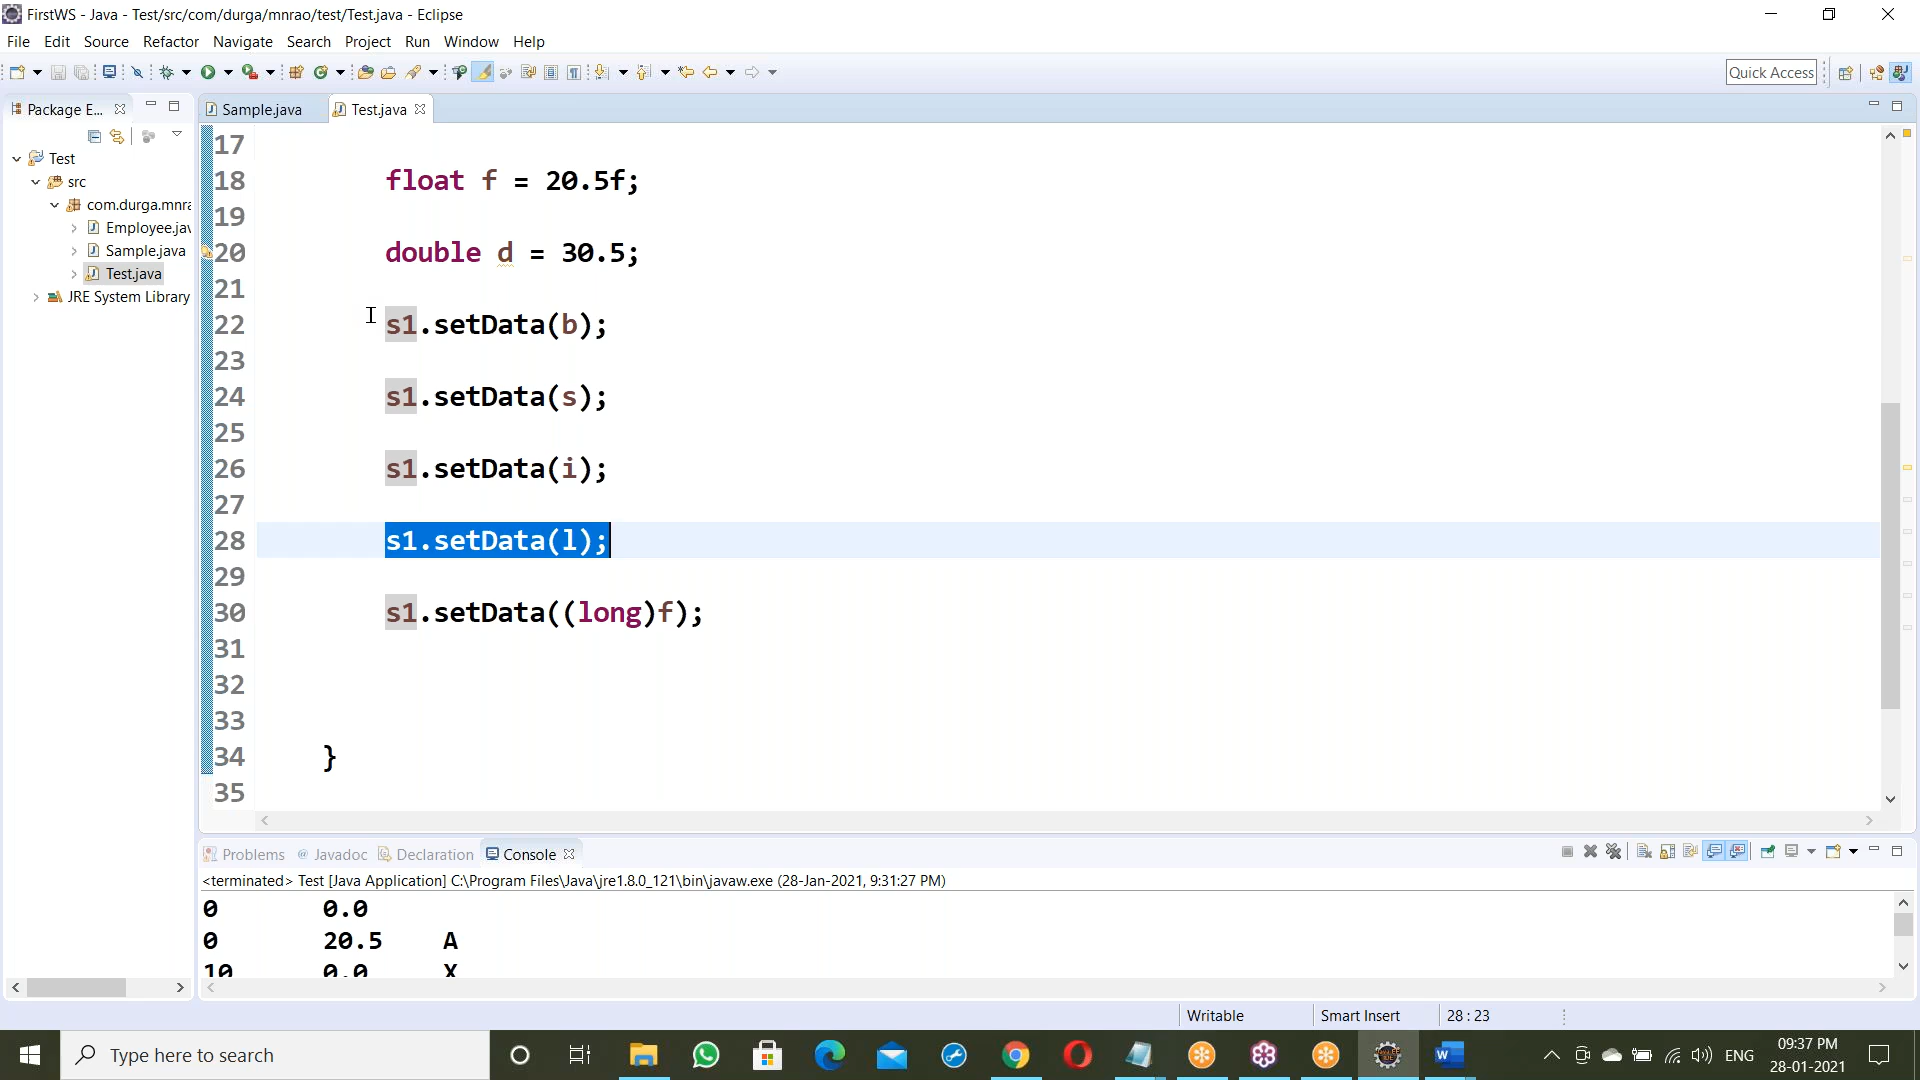 FirstWS - Java - Test/src/com/durga/mnrao/test/Test.java - Eclipse
File Edit Source Refactor Navigate Search Project Run Window Help
Quick Access
Package E...
Sample.java
Test.java
Test
src
com.durga.mnra
Employee.jav
Sample.java
Test.java
JRE System Library
17
18 float f = 20.5f;
19
20 double d = 30.5;
21
22 s1.setData(b);
23
24 s1.setData(s);
25
26 s1.setData(i);
27
28 s1.setData(l);
29
30 s1.setData((long)f);
31
32
33
34 }
35
Problems @ Javadoc Declaration Console
<terminated> Test [Java Application] C:\Program Files\Java\jre1.8.0_121\bin\javaw.exe (28-Jan-2021, 9:31:27 PM)
0 0.0
0 20.5 A
10 0.0 X
Writable Smart Insert 28 : 23
Type here to search
ENG
09:37 PM
28-01-2021